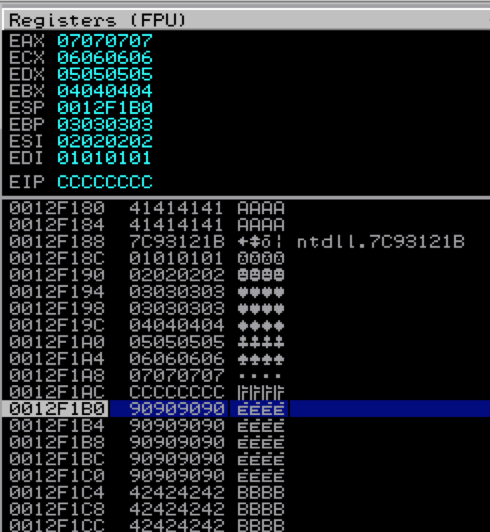 Registers (FPU)
EAX 07070707
ECX 06060606
EDX 05050505
EBX 04040404
ESP 0012F1B0
EBP 03030303
ESI 02020202
EDI 01010101
EIP CCCCCCCC
0012F180 41414141 AAAA
0012F184 41414141 AAAA
0012F188 7C93121B ←↕ô¦ ntdll.7C93121B
0012F18C 01010101 ☺☺☺☺
0012F190 02020202 ☻☻☻☻
0012F194 03030303 ♥♥♥♥
0012F198 03030303 ♥♥♥♥
0012F19C 04040404 ♦♦♦♦
0012F1A0 05050505 ♣♣♣♣
0012F1A4 06060606 ♠♠♠♠
0012F1A8 07070707 ••••
0012F1AC CCCCCCCC ╠╠╠╠
0012F1B0 90909090 ÉÉÉÉ
0012F1B4 90909090 ÉÉÉÉ
0012F1B8 90909090 ÉÉÉÉ
0012F1BC 90909090 ÉÉÉÉ
0012F1C0 90909090 ÉÉÉÉ
0012F1C4 42424242 BBBB
0012F1C8 42424242 BBBB
0012F1CC 42424242 BBBB